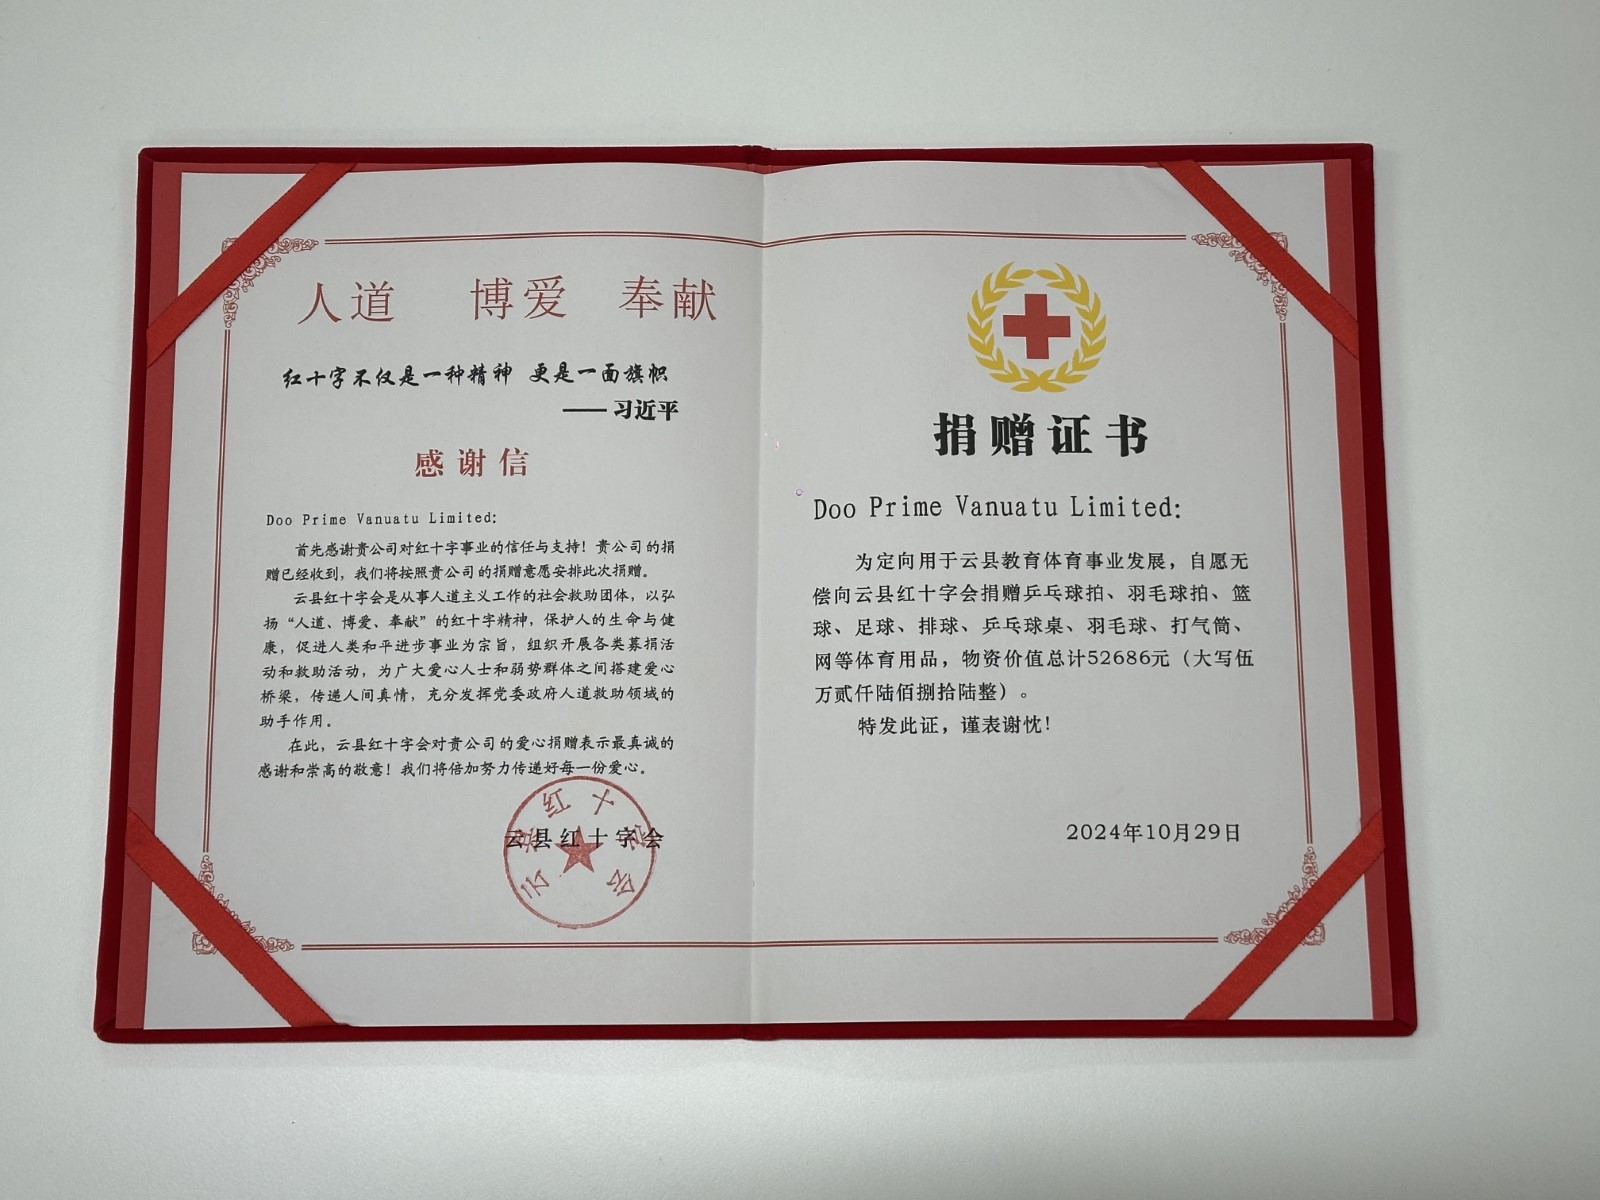 人道 博爱 奉献
红十字不仅是一种精神 更是一面旗帜
——习近平
感谢信
Doo Prime Vanuatu Limited:
首先感谢贵公司对红十字事业的信任与支持！贵公司的捐
赠已经收到，我们将按照贵公司的捐赠意愿安排此次捐赠。
云县红十字会是从事人道主义工作的社会救助团体，以弘
扬“人道、博爱、奉献”的红十字精神，保护人的生命与健
康，促进人类和平进步事业为宗旨，组织开展各类募捐活
动和救助活动，为广大爱心人士和弱势群体之间搭建爱心
桥梁，传递人间真情，充分发挥党委政府人道救助领域的
助手作用。
在此，云县红十字会对贵公司的爱心捐赠表示最真诚的
感谢和崇高的敬意！我们将倍加努力传递好每一份爱心。
云县红十字会
云县红十字会
捐赠证书
Doo Prime Vanuatu Limited:
为定向用于云县教育体育事业发展，自愿无
偿向云县红十字会捐赠乒乓球拍、羽毛球拍、篮
球、足球、排球、乒乓球桌、羽毛球、打气筒、
网等体育用品，物资价值总计52686元（大写伍
万贰仟陆佰捌拾陆整）。
特发此证，谨表谢忱！
2024年10月29日